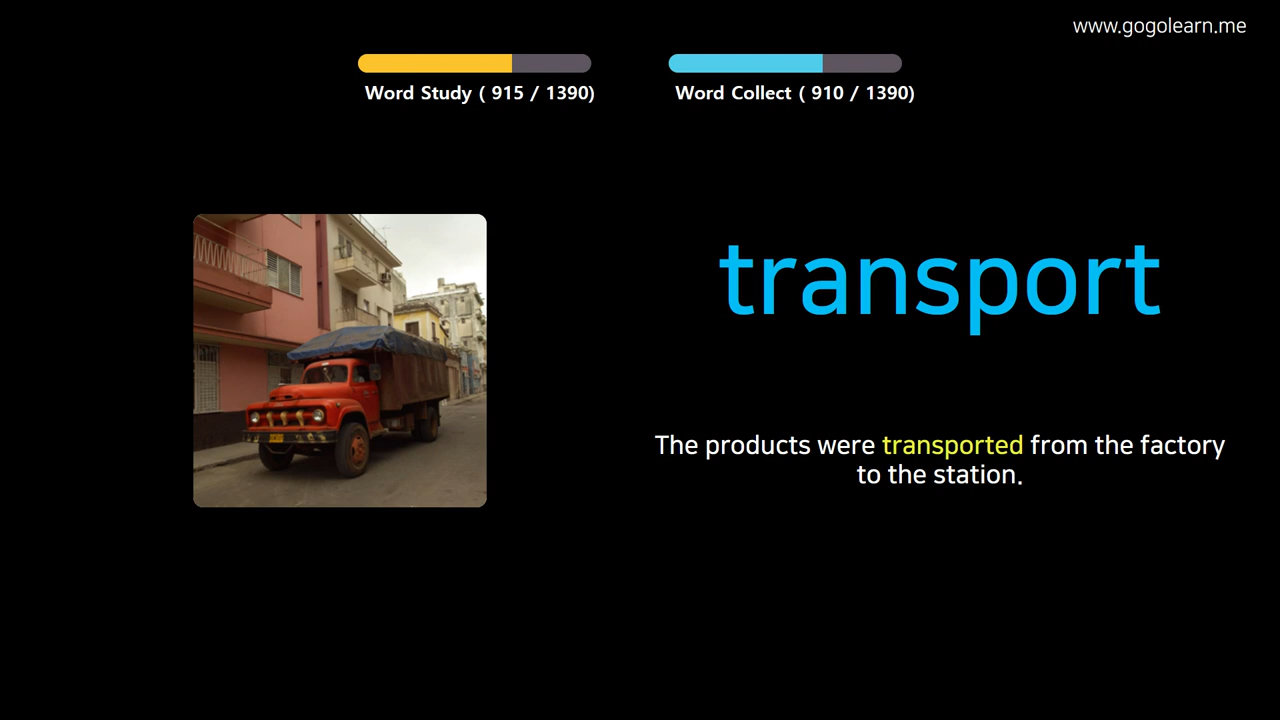 www.gogolearn.me
Word Study ( 915 / 1390)
Word Collect ( 910 / 1390)
transport
The products were transported from the factory
to the station.